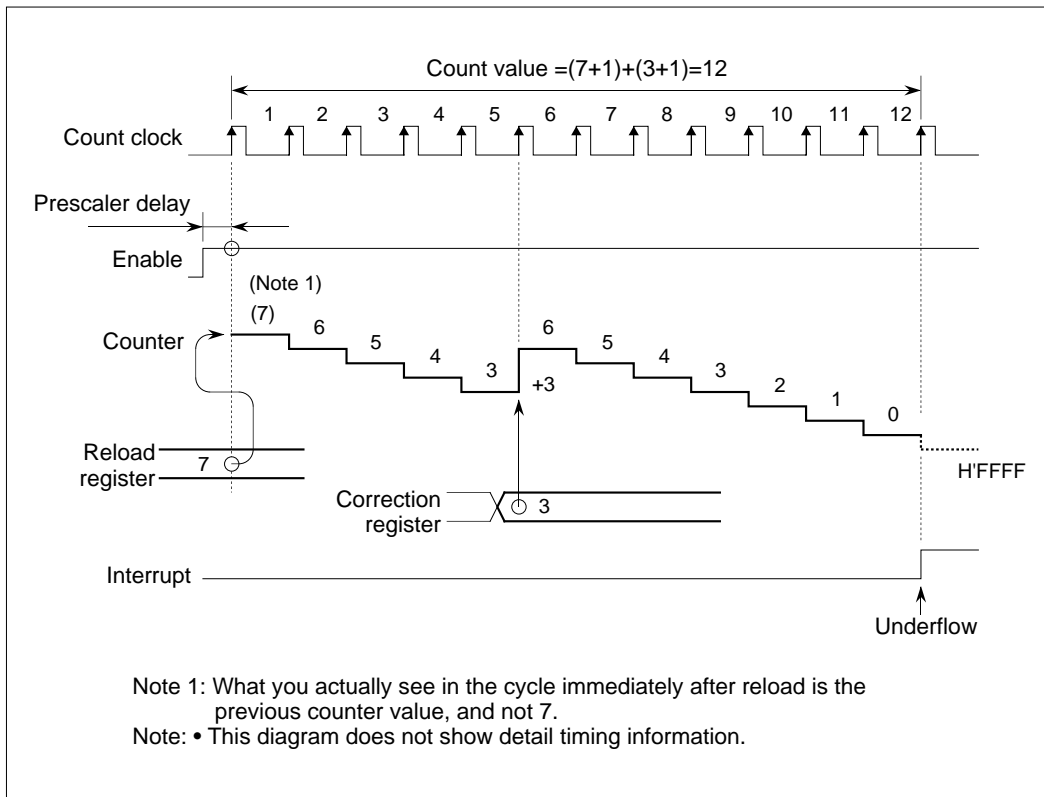 Count value =(7+1)+(3+1)=12
1 2 3 4 5 6 7 8 9 10 11 12
Count clock
Prescaler delay
Enable
(Note 1)
(7) 6 5 4 3 6 5 4 3 2 1 0
Counter
+3
Reload
register
7
H'FFFF
Correction
register
3
Interrupt
Underflow
Note 1: What you actually see in the cycle immediately after reload is the
previous counter value, and not 7.
Note: • This diagram does not show detail timing information.